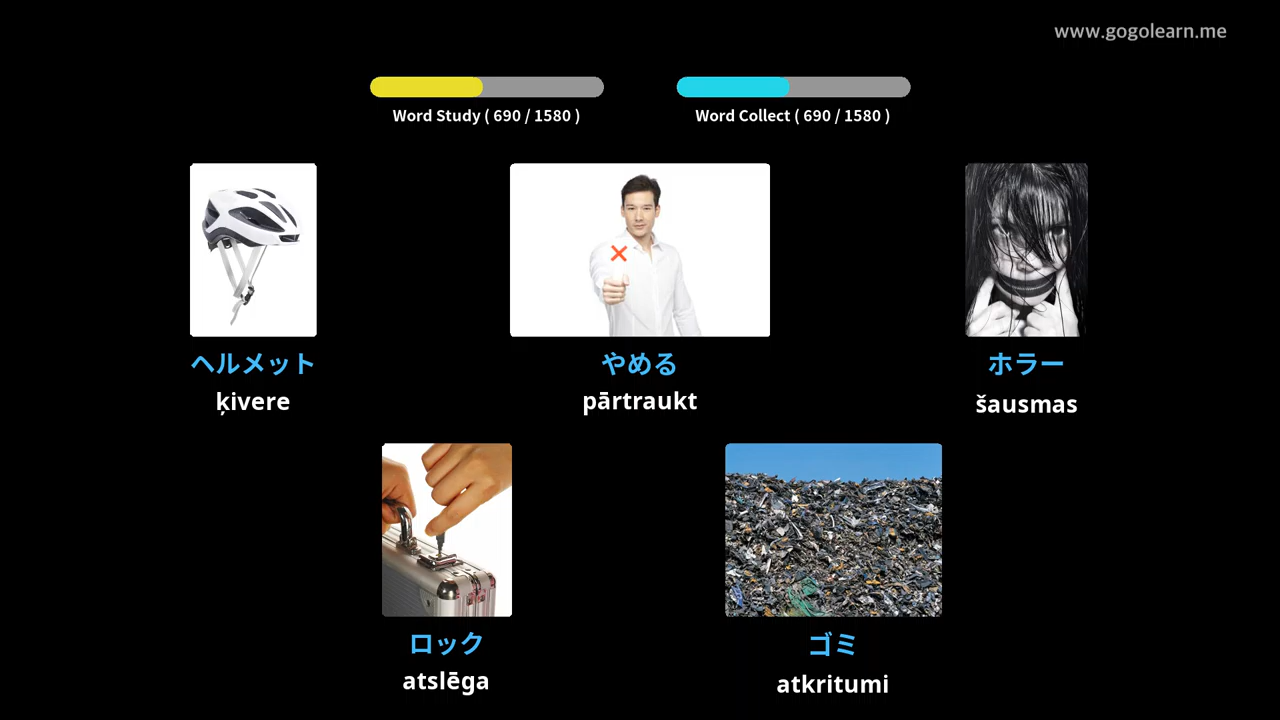 www.gogolearn.me
Word Study ( 690 / 1580 )
Word Collect ( 690 / 1580 )
ヘルメット
ķivere
やめる
pārtraukt
ホラー
šausmas
ロック
atslēga
ゴミ
atkritumi